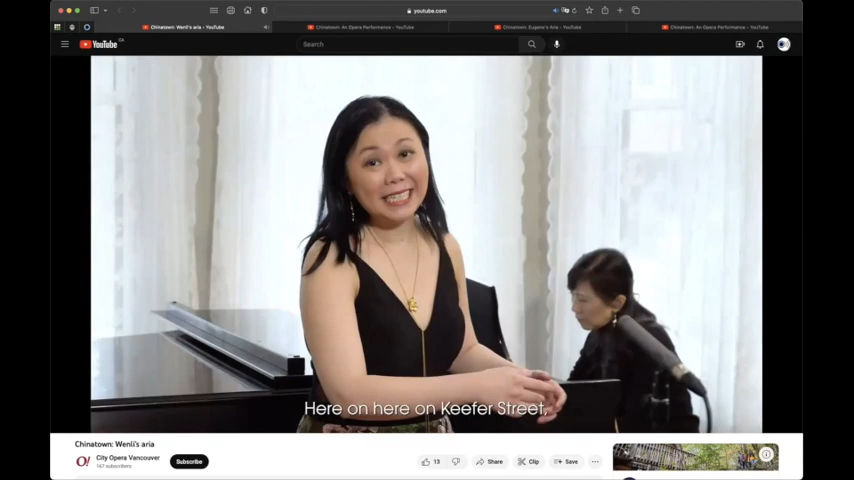 youtube.com
Chinatown: Wenli's aria - YouTube
Chinatown: An Opera Performance - YouTube
Chinatown: Eugene's Aria - YouTube
Chinatown: An Opera Performance - YouTube
YouTube CA
Search
Here on here on Keefer Street,
Chinatown: Wenli's aria
O!
City Opera Vancouver
167 subscribers
Subscribe
13
Share
Clip
Save